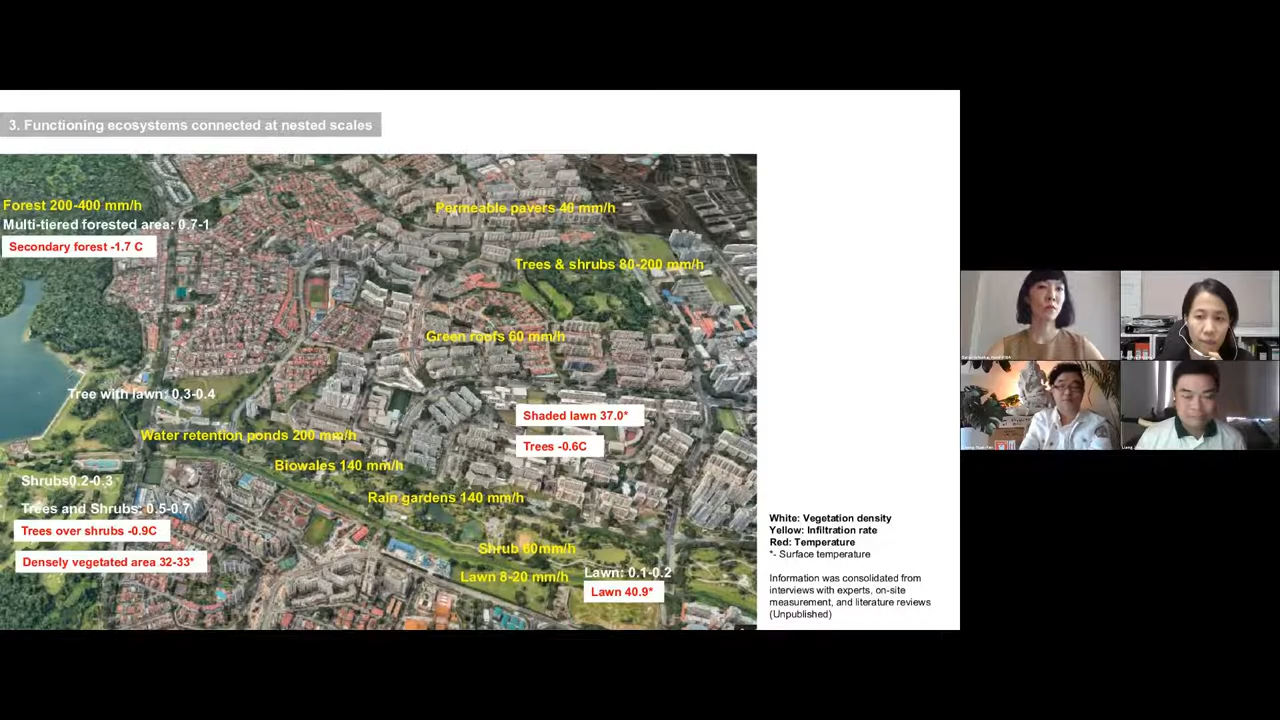 3. Functioning ecosystems connected at nested scales
Forest 200-400 mm/h
Multi-tiered forested area: 0.7-1
Secondary forest -1.7 C
Permeable pavers 40 mm/h
Trees & shrubs 80-200 mm/h
Green roofs 60 mm/h
Tree with lawn: 0.3-0.4
Shaded lawn 37.0*
Water retention ponds 200 mm/h
Trees -0.6C
Biowales 140 mm/h
Shrubs0.2-0.3
Rain gardens 140 mm/h
Trees and Shrubs: 0.5-0.7
Trees over shrubs -0.9C
Shrub 60mm/h
Densely vegetated area 32-33*
Lawn 8-20 mm/h
Lawn: 0.1-0.2
Lawn 40.9*
White: Vegetation density
Yellow: Infiltration rate
Red: Temperature
*- Surface temperature
Information was consolidated from
interviews with experts, on-site
measurement, and literature reviews
(Unpublished)